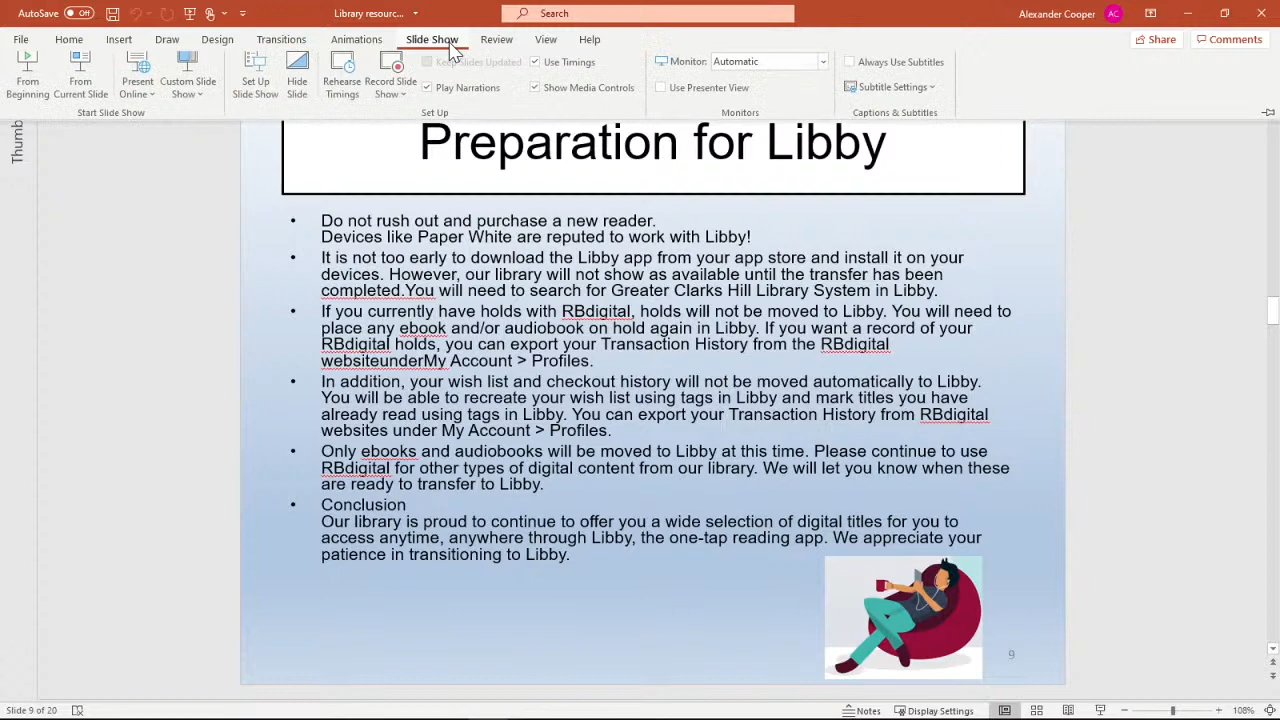 AutoSave Off Library resourc... Search Alexander Cooper AC
File Home Insert Draw Design Transitions Animations Slide Show Review View Help Share Comments
Keep Slides Updated Use Timings Monitor: Automatic Always Use Subtitles
From Beginning From Current Slide Present Online Custom Slide Show Set Up Slide Show Hide Slide Rehearse Timings Record Slide Show Play Narrations Show Media Controls Use Presenter View Subtitle Settings
Start Slide Show Set Up Monitors Captions & Subtitles
Thumb
Preparation for Libby
• Do not rush out and purchase a new reader.
Devices like Paper White are reputed to work with Libby!
• It is not too early to download the Libby app from your app store and install it on your
devices. However, our library will not show as available until the transfer has been
completed.You will need to search for Greater Clarks Hill Library System in Libby.
• If you currently have holds with RBdigital, holds will not be moved to Libby. You will need to
place any ebook and/or audiobook on hold again in Libby. If you want a record of your
RBdigital holds, you can export your Transaction History from the RBdigital
websiteunderMy Account > Profiles.
• In addition, your wish list and checkout history will not be moved automatically to Libby.
You will be able to recreate your wish list using tags in Libby and mark titles you have
already read using tags in Libby. You can export your Transaction History from RBdigital
websites under My Account > Profiles.
• Only ebooks and audiobooks will be moved to Libby at this time. Please continue to use
RBdigital for other types of digital content from our library. We will let you know when these
are ready to transfer to Libby.
• Conclusion
Our library is proud to continue to offer you a wide selection of digital titles for you to
access anytime, anywhere through Libby, the one-tap reading app. We appreciate your
patience in transitioning to Libby.
9
Slide 9 of 20 Notes Display Settings 108%